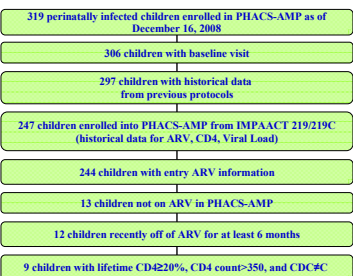 319 perinatally infected children enrolled in PHACS-AMP as of
December 16, 2008
306 children with baseline visit
297 children with historical data
from previous protocols
247 children enrolled into PHACS-AMP from IMPAACT 219/219C
(historical data for ARV, CD4, Viral Load)
244 children with entry ARV information
13 children not on ARV in PHACS-AMP
12 children recently off of ARV for at least 6 months
9 children with lifetime CD4≥20%, CD4 count>350, and CDC≠C